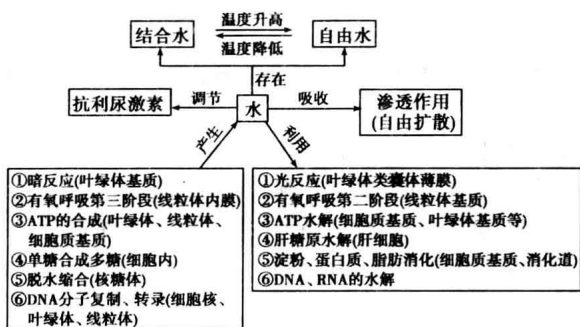 结合水
温度升高
温度降低
自由水
存在
抗利尿激素
调节
水
吸收
渗透作用
(自由扩散)
产生
利用
①暗反应(叶绿体基质)
②有氧呼吸第三阶段(线粒体内膜)
③ATP的合成(叶绿体、线粒体、
细胞质基质)
④单糖合成多糖(细胞内)
⑤脱水缩合(核糖体)
⑥DNA分子复制、转录(细胞核、
叶绿体、线粒体)
①光反应(叶绿体类囊体薄膜)
②有氧呼吸第二阶段(线粒体基质)
③ATP水解(细胞质基质、叶绿体基质等)
④肝糖原水解(肝细胞)
⑤淀粉、蛋白质、脂肪消化(细胞质基质、消化道)
⑥DNA、RNA的水解